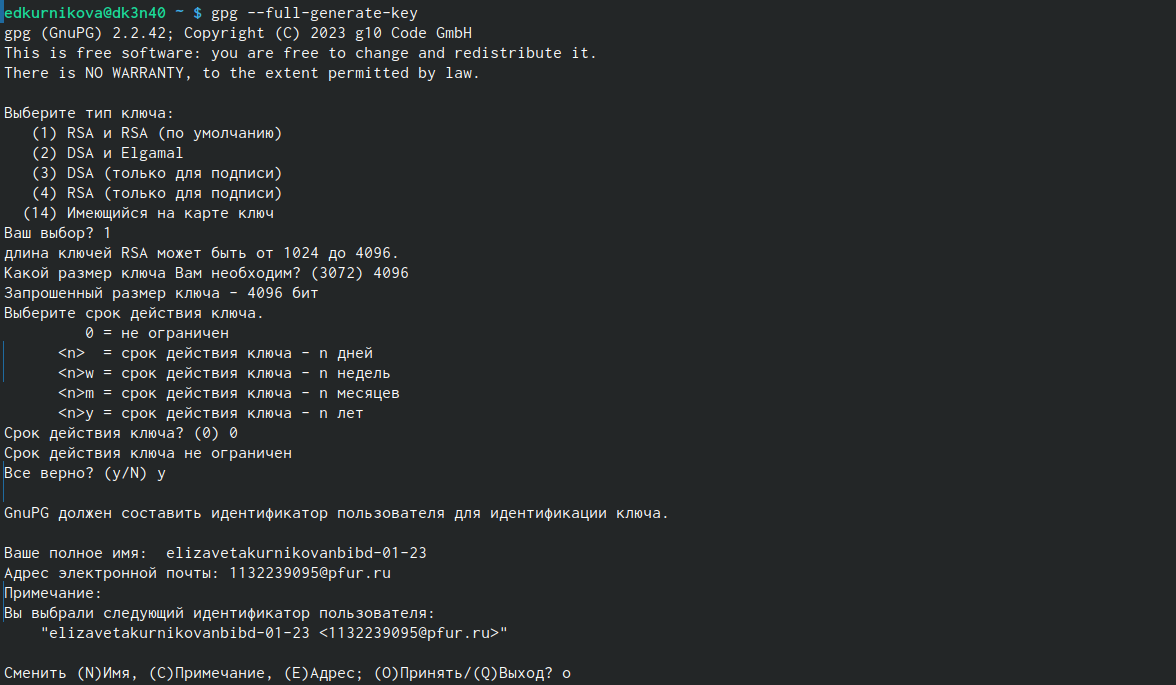 edkurnikova@dk3n40 ~ $ gpg --full-generate-key
gpg (GnuPG) 2.2.42; Copyright (C) 2023 g10 Code GmbH
This is free software: you are free to change and redistribute it.
There is NO WARRANTY, to the extent permitted by law.

Выберите тип ключа:
   (1) RSA и RSA (по умолчанию)
   (2) DSA и Elgamal
   (3) DSA (только для подписи)
   (4) RSA (только для подписи)
  (14) Имеющийся на карте ключ
Ваш выбор? 1
длина ключей RSA может быть от 1024 до 4096.
Какой размер ключа Вам необходим? (3072) 4096
Запрошенный размер ключа - 4096 бит
Выберите срок действия ключа.
         0 = не ограничен
      <n>  = срок действия ключа - n дней
      <n>w = срок действия ключа - n недель
      <n>m = срок действия ключа - n месяцев
      <n>y = срок действия ключа - n лет
Срок действия ключа? (0) 0
Срок действия ключа не ограничен
Все верно? (y/N) y

GnuPG должен составить идентификатор пользователя для идентификации ключа.

Ваше полное имя:  elizavetakurnikovanbibd-01-23
Адрес электронной почты: 1132239095@pfur.ru
Примечание:
Вы выбрали следующий идентификатор пользователя:
    "elizavetakurnikovanbibd-01-23 <1132239095@pfur.ru>"

Сменить (N)Имя, (C)Примечание, (E)Адрес; (O)Принять/(Q)Выход? o